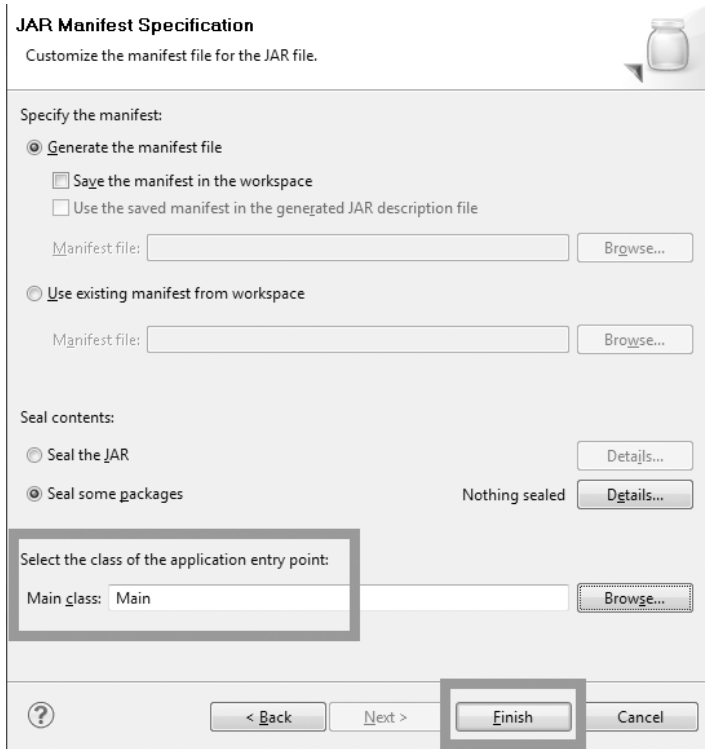 JAR Manifest Specification
Customize the manifest file for the JAR file.
Specify the manifest:
Generate the manifest file
Save the manifest in the workspace
Use the saved manifest in the generated JAR description file
Manifest file: Browse...
Use existing manifest from workspace
Manifest file: Browse...
Seal contents:
Seal the JAR Details...
Seal some packages Nothing sealed Details...
Select the class of the application entry point:
Main class: Main Browse...
? < Back Next > Finish Cancel